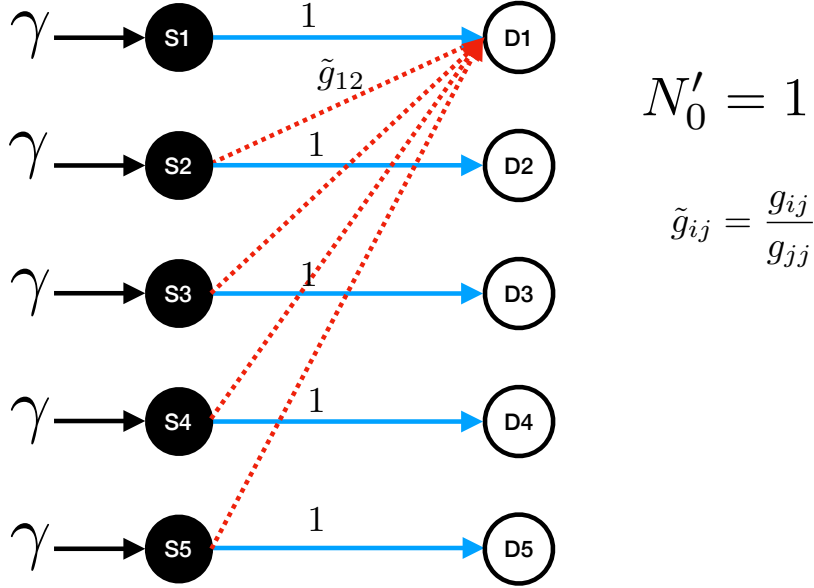 γ S1 1 D1
g̃₁₂
N₀′ = 1
γ S2 1 D2
g̃ᵢⱼ = gᵢⱼ / gⱼⱼ
γ S3 1 D3
γ S4 1 D4
γ S5 1 D5